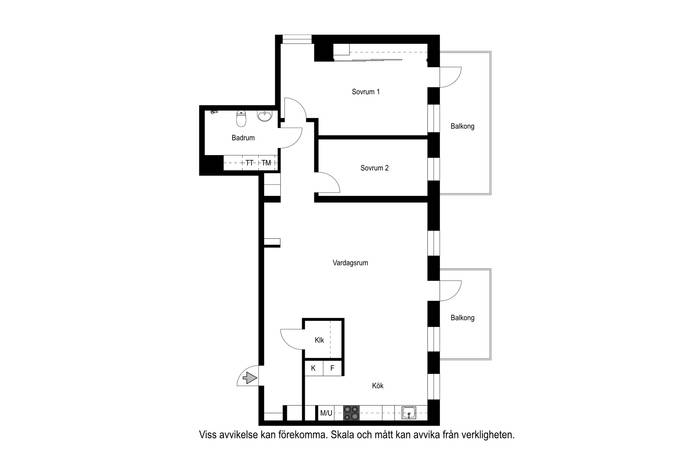 Sovrum 1
Balkong
Badrum
TT TM
Sovrum 2
Vardagsrum
Balkong
Klk
K F
Kök
M/U
Viss avvikelse kan förekomma. Skala och mått kan avvika från verkligheten.